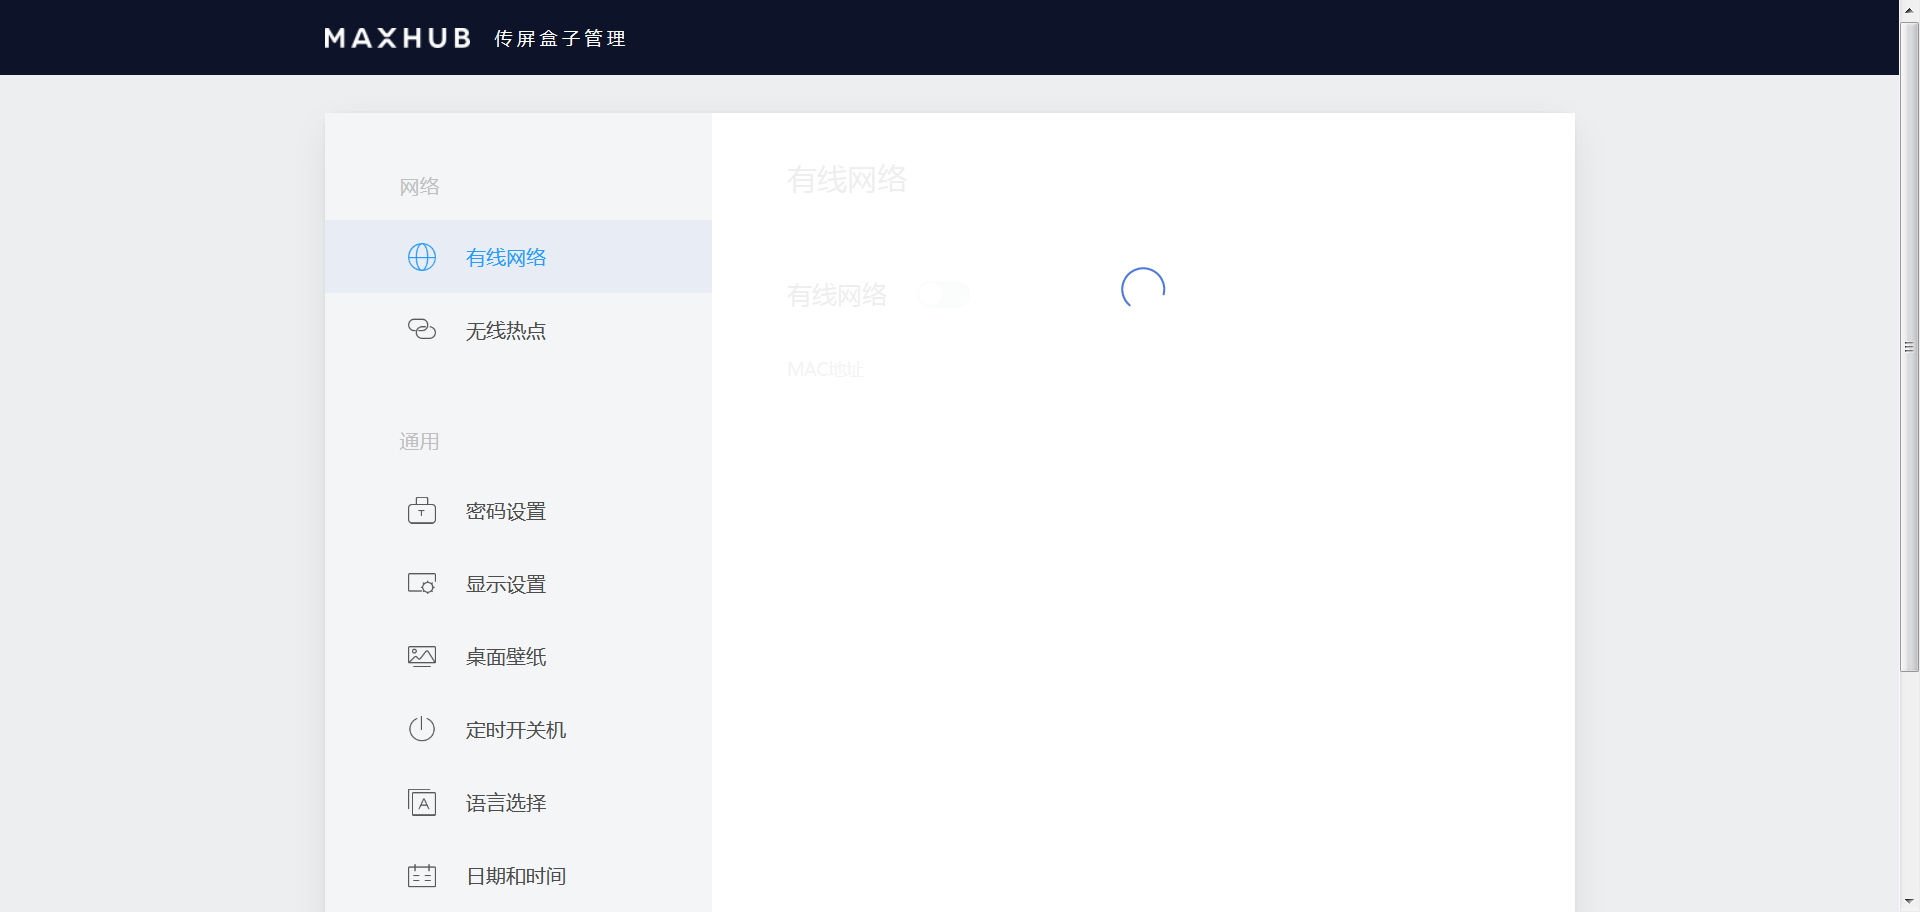 MAXHUB 传屏盒子管理
网络
有线网络
无线热点
通用
密码设置
显示设置
桌面壁纸
定时开关机
语言选择
日期和时间
有线网络
有线网络
MAC地址